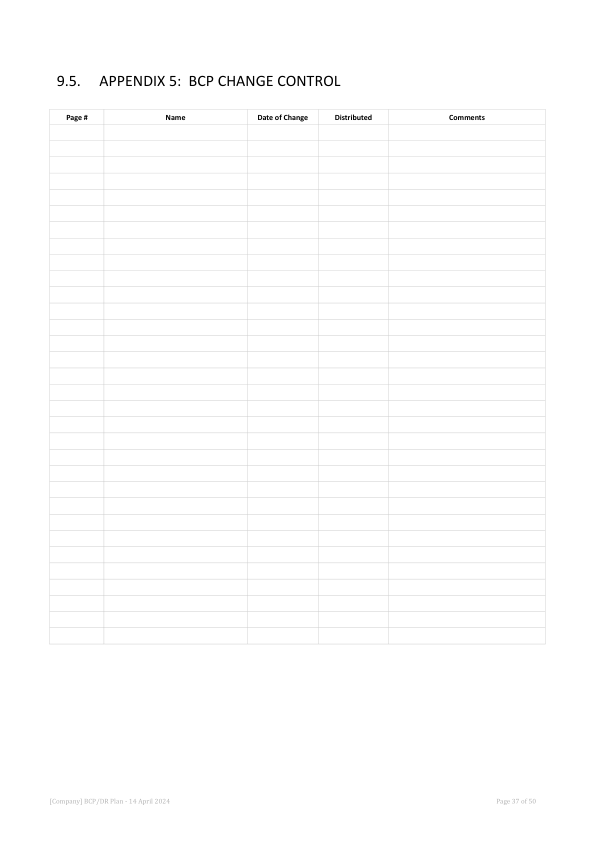 9.5. APPENDIX 5: BCP CHANGE CONTROL
Page # Name Date of Change Distributed Comments
[Company] BCP/DR Plan - 14 April 2024 Page 37 of 50